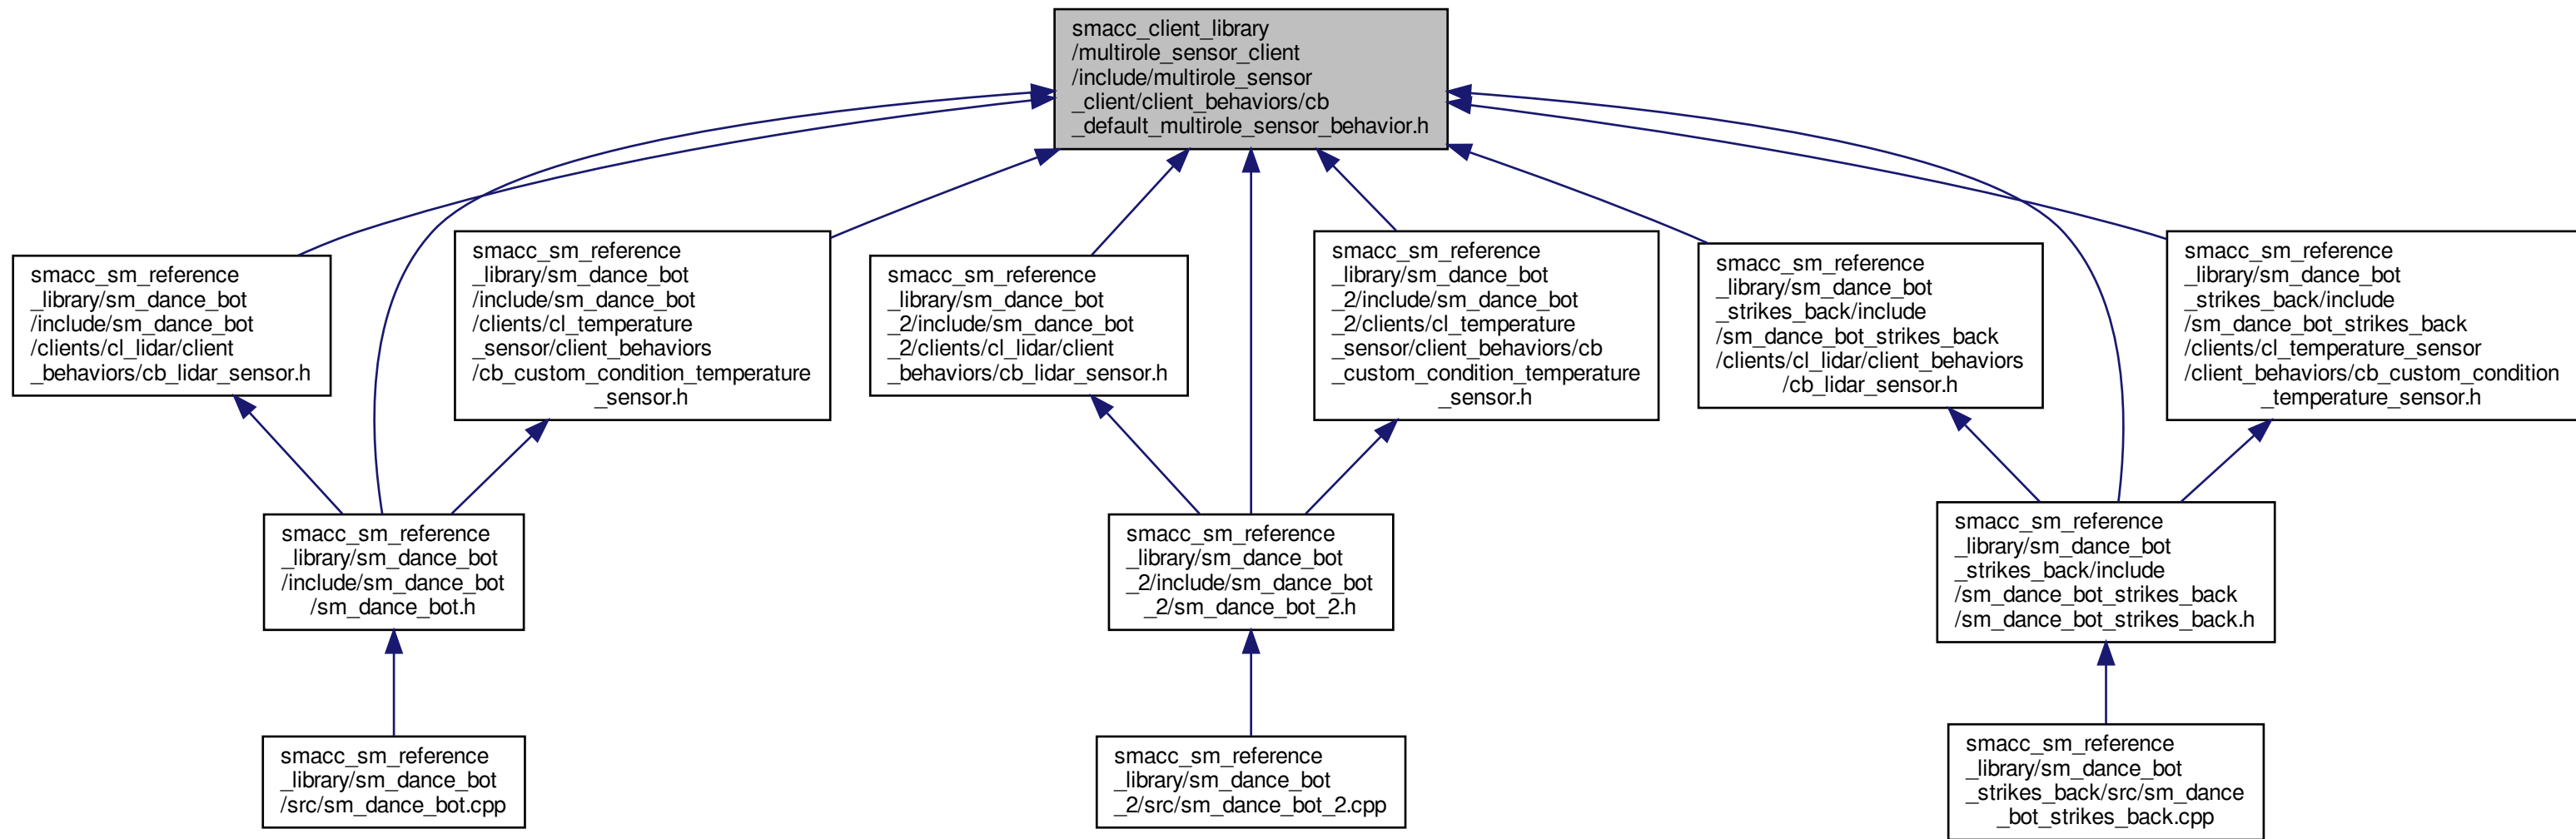 smacc_client_library
/multirole_sensor_client
/include/multirole_sensor
_client/client_behaviors/cb
_default_multirole_sensor_behavior.h
smacc_sm_reference
_library/sm_dance_bot
/include/sm_dance_bot
/clients/cl_lidar/client
_behaviors/cb_lidar_sensor.h
smacc_sm_reference
_library/sm_dance_bot
/include/sm_dance_bot
/clients/cl_temperature
_sensor/client_behaviors
/cb_custom_condition_temperature
_sensor.h
smacc_sm_reference
_library/sm_dance_bot
_2/include/sm_dance_bot
_2/clients/cl_lidar/client
_behaviors/cb_lidar_sensor.h
smacc_sm_reference
_library/sm_dance_bot
_2/include/sm_dance_bot
_2/clients/cl_temperature
_sensor/client_behaviors/cb
_custom_condition_temperature
_sensor.h
smacc_sm_reference
_library/sm_dance_bot
_strikes_back/include
/sm_dance_bot_strikes_back
/clients/cl_lidar/client_behaviors
/cb_lidar_sensor.h
smacc_sm_reference
_library/sm_dance_bot
_strikes_back/include
/sm_dance_bot_strikes_back
/clients/cl_temperature_sensor
/client_behaviors/cb_custom_condition
_temperature_sensor.h
smacc_sm_reference
_library/sm_dance_bot
/include/sm_dance_bot
/sm_dance_bot.h
smacc_sm_reference
_library/sm_dance_bot
_2/include/sm_dance_bot
_2/sm_dance_bot_2.h
smacc_sm_reference
_library/sm_dance_bot
_strikes_back/include
/sm_dance_bot_strikes_back
/sm_dance_bot_strikes_back.h
smacc_sm_reference
_library/sm_dance_bot
/src/sm_dance_bot.cpp
smacc_sm_reference
_library/sm_dance_bot
_2/src/sm_dance_bot_2.cpp
smacc_sm_reference
_library/sm_dance_bot
_strikes_back/src/sm_dance
_bot_strikes_back.cpp